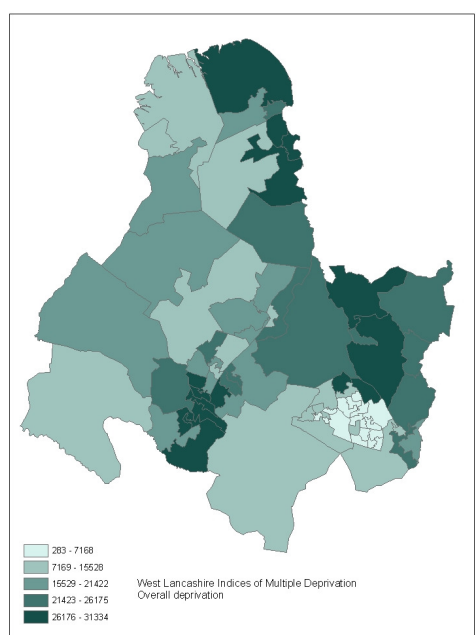 283 - 7168
7169 - 15528
15529 - 21422
21423 - 26175
26176 - 31334
West Lancashire Indices of Multiple Deprivation
Overall deprivation